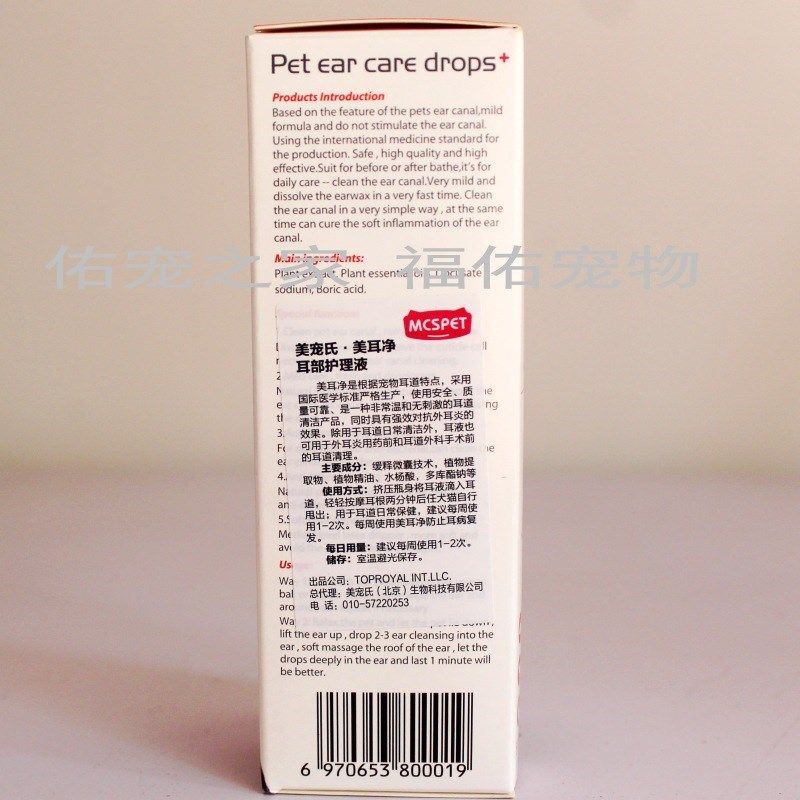 Pet ear care drops+
Products Introduction
Based on the feature of the pets ear canal,mild
formula and do not stimulate the ear canal.
Using the international medicine standard for
the production. Safe , high quality and high
effective.Suit for before or after bathe,it's for
daily care -- clean the ear canal.Very mild and
dissolve the earwax in a very fast time. Clean
the ear canal in a very simple way , at the same
time can cure the soft inflammation of the ear
canal.
佑宠之家 福佑宠物
Main Ingredients:
Plant extract, Plant essential oils,
sodium, Boric acid.
Special function:
MCSPET
美宠氏·美耳净
耳部护理液
美耳净是根据宠物耳道特点，采用
国际医学标准严格生产，使用安全、质
量可靠、是一种非常温和无刺激的耳道
清洁产品，同时具有强效对抗外耳炎的
效果。除用于耳道日常清洁外，耳液也
可用于外耳炎用药前和耳道外科手术前
的耳道清理。
主要成分：缓释微囊技术，植物提
取物、植物精油、水杨酸，多库酯钠等
使用方式：挤压瓶身将耳液滴入耳
道，轻轻按摩耳根两分钟后任犬猫自行
甩出；用于耳道日常保健，建议每周使
用1-2次。每周使用美耳净防止耳病复
发。
每日用量：建议每周使用1-2次。
储存：室温避光保存。
出品公司：TOPROYAL INT.LLC.
总代理：美宠氏（北京）生物科技有限公司
电 话：010-57220253
lift the ear up , drop 2-3 ear cleansing into the
ear , soft massage the roof of the ear , let the
drops deeply in the ear and last 1 minute will
be better.
6 970653 800019